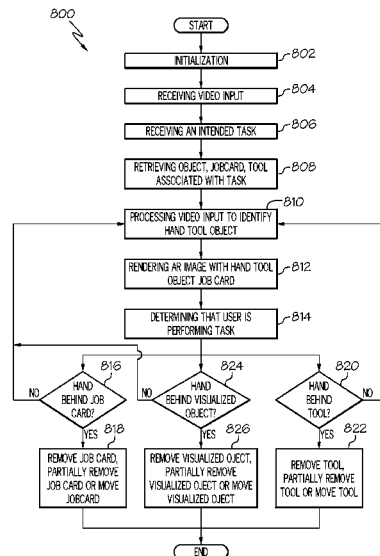 800
START
INITIALIZATION
802
RECEIVING VIDEO INPUT
804
RECEIVING AN INTENDED TASK
806
RETRIEVING OBJECT, JOBCARD, TOOL
ASSOCIATED WITH TASK
808
810
PROCESSING VIDEO INPUT TO IDENTIFY
HAND TOOL OBJECT
RENDERING AR IMAGE WITH HAND TOOL
OBJECT JOB CARD
812
DETERMINING THAT USER IS
PERFORMING TASK
814
816
824
820
NO
HAND
BEHIND JOB
CARD?
YES
NO
HAND
BEHIND VISUALIZED
OBJECT?
YES
HAND
BEHIND
TOOL?
NO
YES
818
826
822
REMOVE JOB CARD,
PARTIALLY REMOVE
JOB CARD OR MOVE
JOBCARD
REMOVE VISUALIZED OJECT,
PARTIALLY REMOVE
VISUALIZED OJECT OR MOVE
VISUALIZED OJECT
REMOVE TOOL,
PARTIALLY REMOVE
TOOL OR MOVE TOOL
END